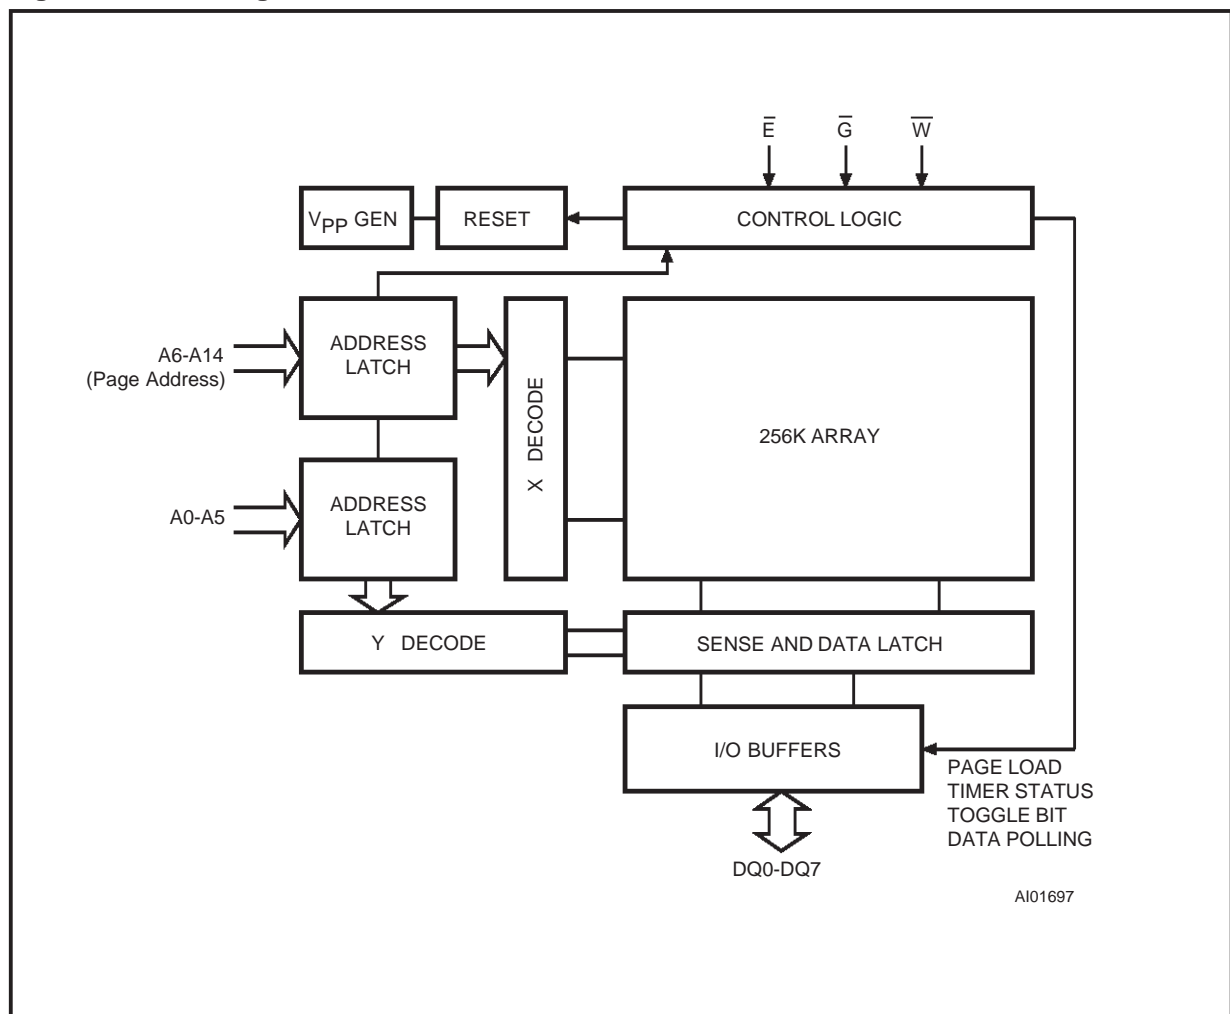 E̅ G̅ W̅
VPP GEN
RESET
CONTROL LOGIC
A6-A14
(Page Address)
ADDRESS
LATCH
X DECODE
256K ARRAY
A0-A5
ADDRESS
LATCH
Y DECODE
SENSE AND DATA LATCH
I/O BUFFERS
PAGE LOAD
TIMER STATUS
TOGGLE BIT
DATA POLLING
DQ0-DQ7
AI01697